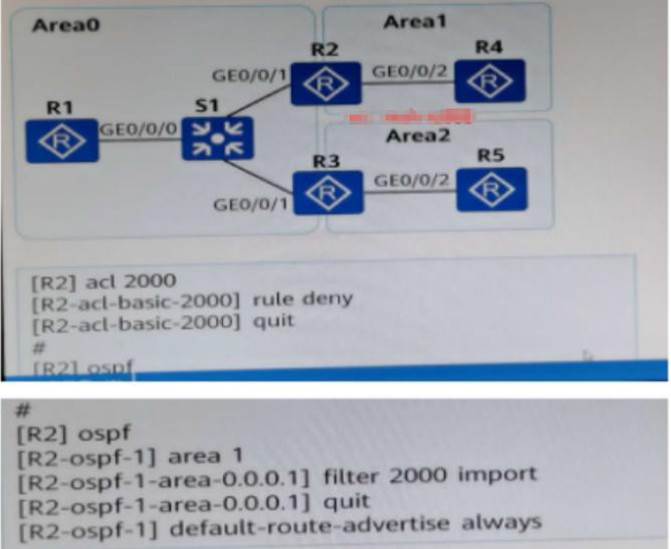 Area0
Area1
R2
R4
GE0/0/1
GE0/0/2
R1
S1
GE0/0/0
Area2
R3
R5
GE0/0/2
GE0/0/1
[R2] acl 2000
[R2-acl-basic-2000] rule deny
[R2-acl-basic-2000] quit
#
[R2] ospf
#
[R2] ospf
[R2-ospf-1] area 1
[R2-ospf-1-area-0.0.0.1] filter 2000 import
[R2-ospf-1-area-0.0.0.1] quit
[R2-ospf-1] default-route-advertise always